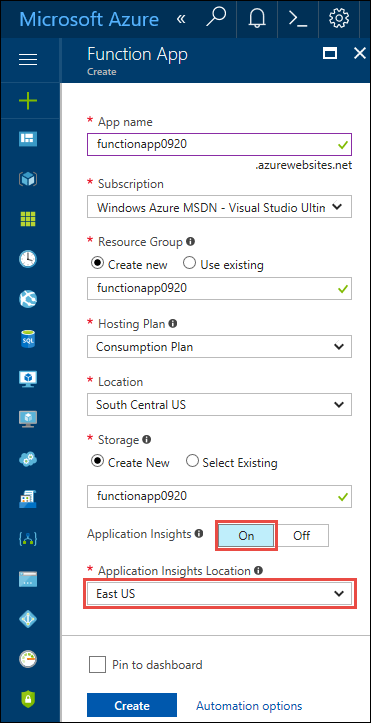 Microsoft Azure «
Function App
Create
* App name
functionapp0920
.azurewebsites.net
* Subscription
Windows Azure MSDN - Visual Studio Ultin
* Resource Group
Create new Use existing
functionapp0920
* Hosting Plan
Consumption Plan
* Location
South Central US
* Storage
Create New Select Existing
functionapp0920
Application Insights On Off
* Application Insights Location
East US
Pin to dashboard
Create Automation options